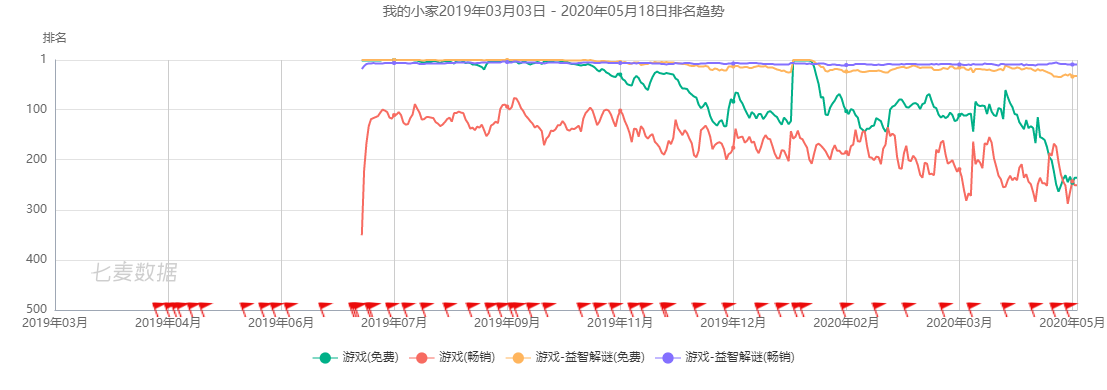 我的小家2019年03月03日 - 2020年05月18日排名趋势
排名
1
100
200
300
400
500
七麦数据
2019年03月 2019年04月 2019年06月 2019年07月 2019年09月 2019年11月 2019年12月 2020年02月 2020年03月 2020年05月
游戏(免费) 游戏(畅销) 游戏-益智解谜(免费) 游戏-益智解谜(畅销)